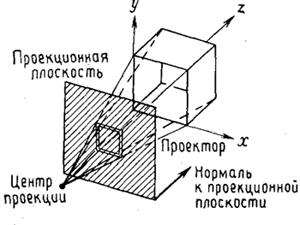 y
z
Проекционная
плоскость
x
Проектор
Центр
проекции
Нормаль
к проекционной
плоскости